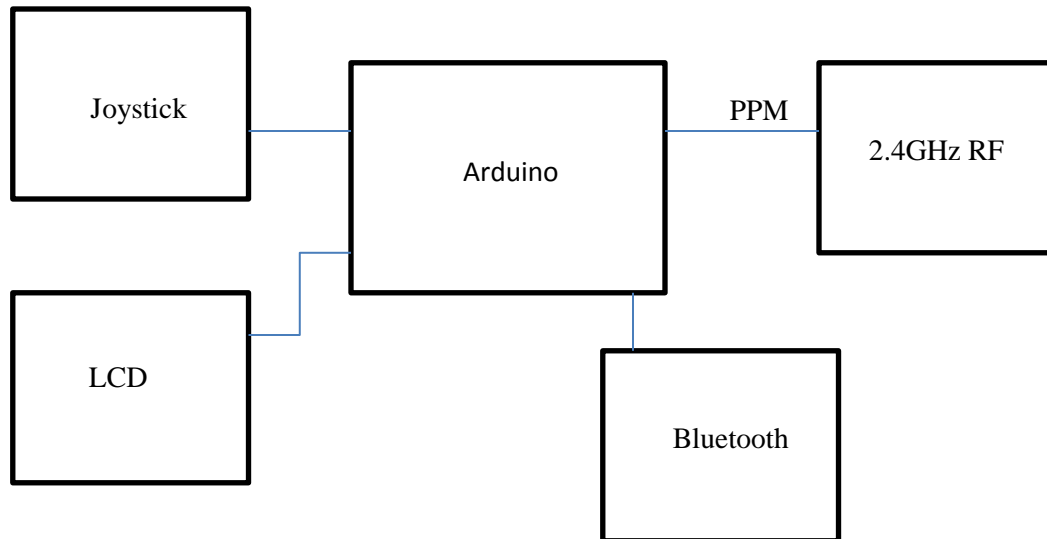 Joystick
Arduino
PPM
2.4GHz RF
LCD
Bluetooth